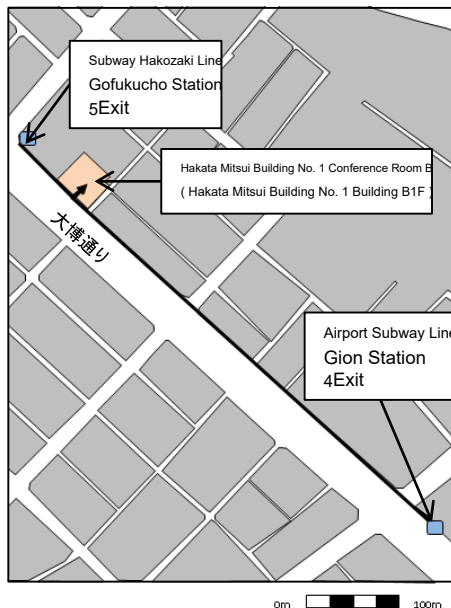 Subway Hakozaki Line
Gofukucho Station
5Exit
Hakata Mitsui Building No. 1 Conference Room B
( Hakata Mitsui Building No. 1 Building B1F )
大博通り
Airport Subway Line
Gion Station
4Exit
0m 100m